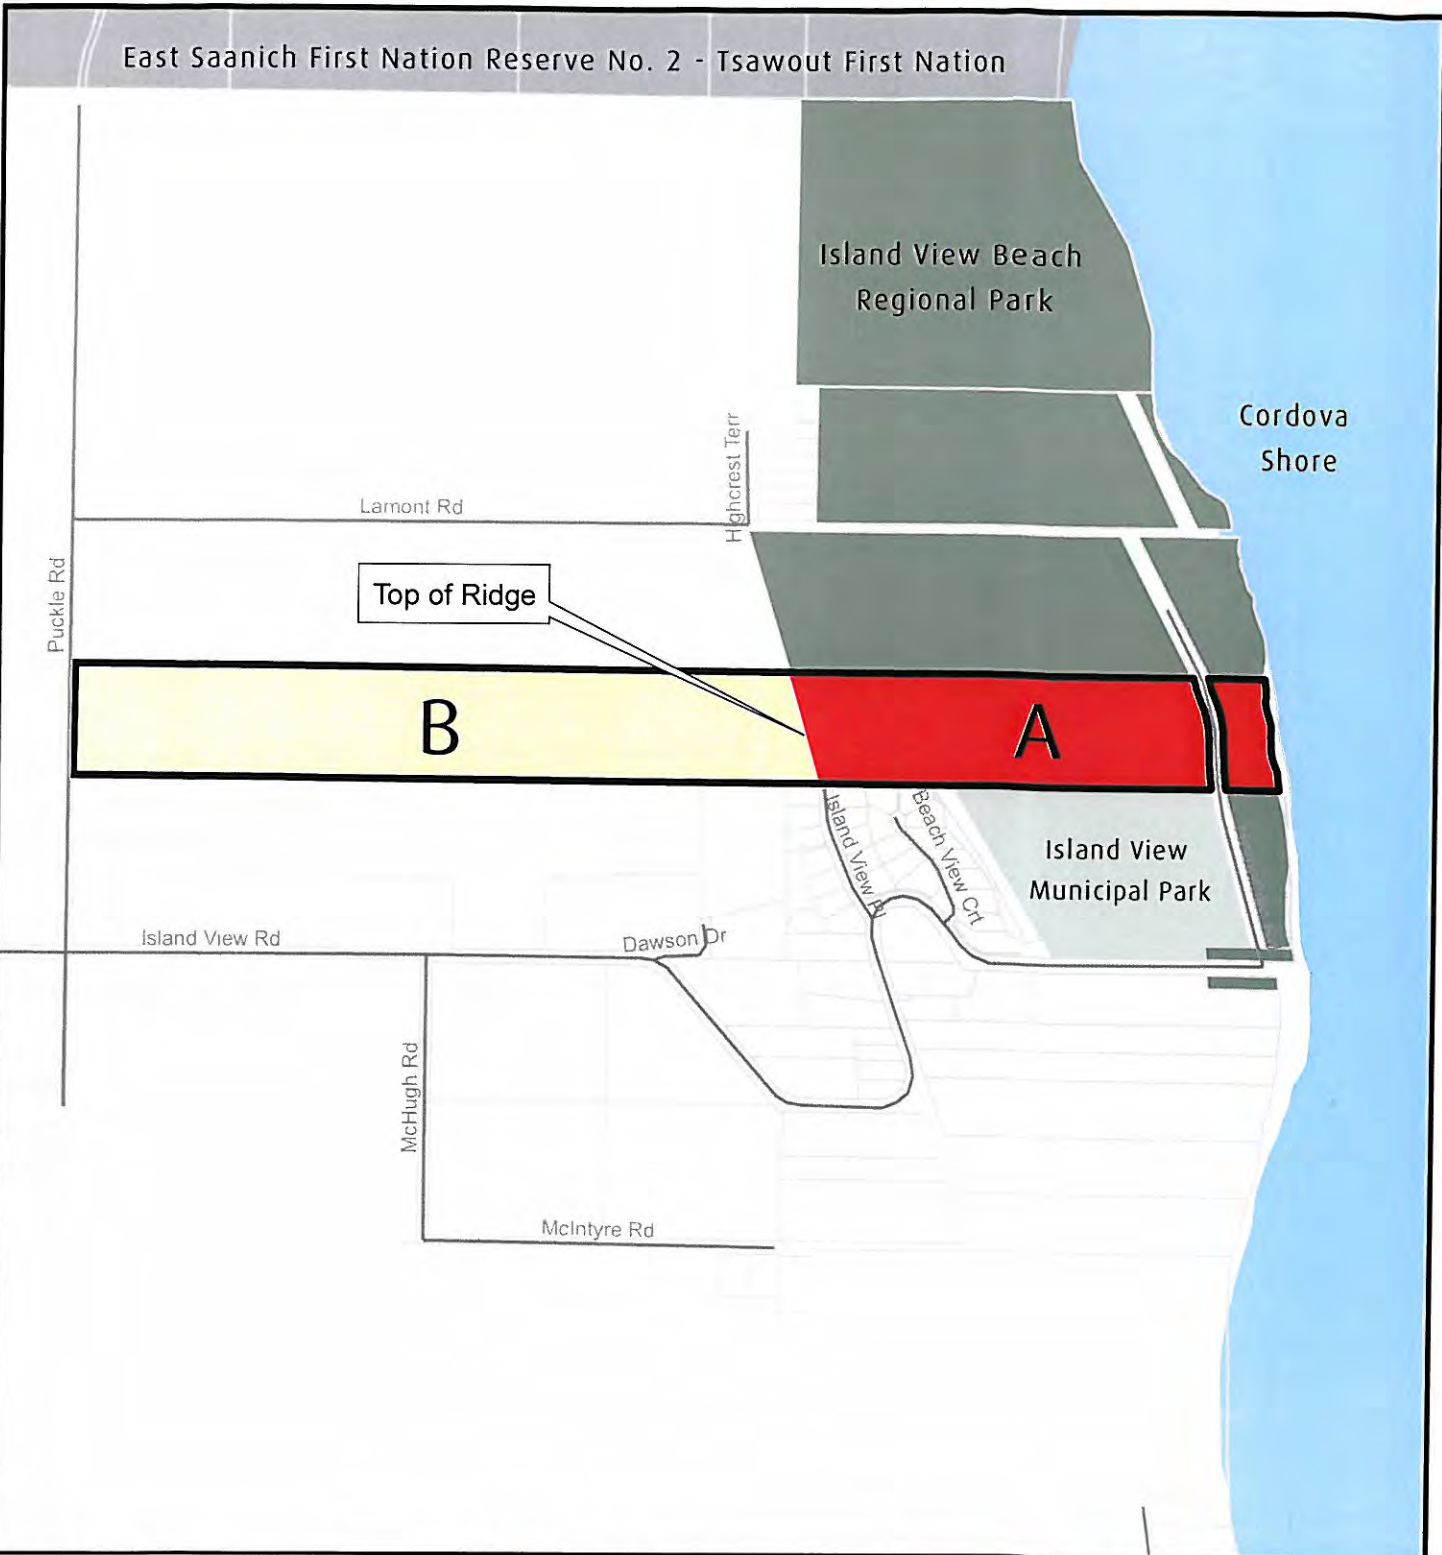 East Saanich First Nation Reserve No. 2 - Tsawout First Nation
Island View Beach
Regional Park
Cordova
Shore
Highcrest Terr
Lamont Rd
Puckle Rd
Top of Ridge
B
A
Island View Pl
Beach View Crt
Island View
Municipal Park
Island View Rd
Dawson Dr
McHugh Rd
McIntyre Rd